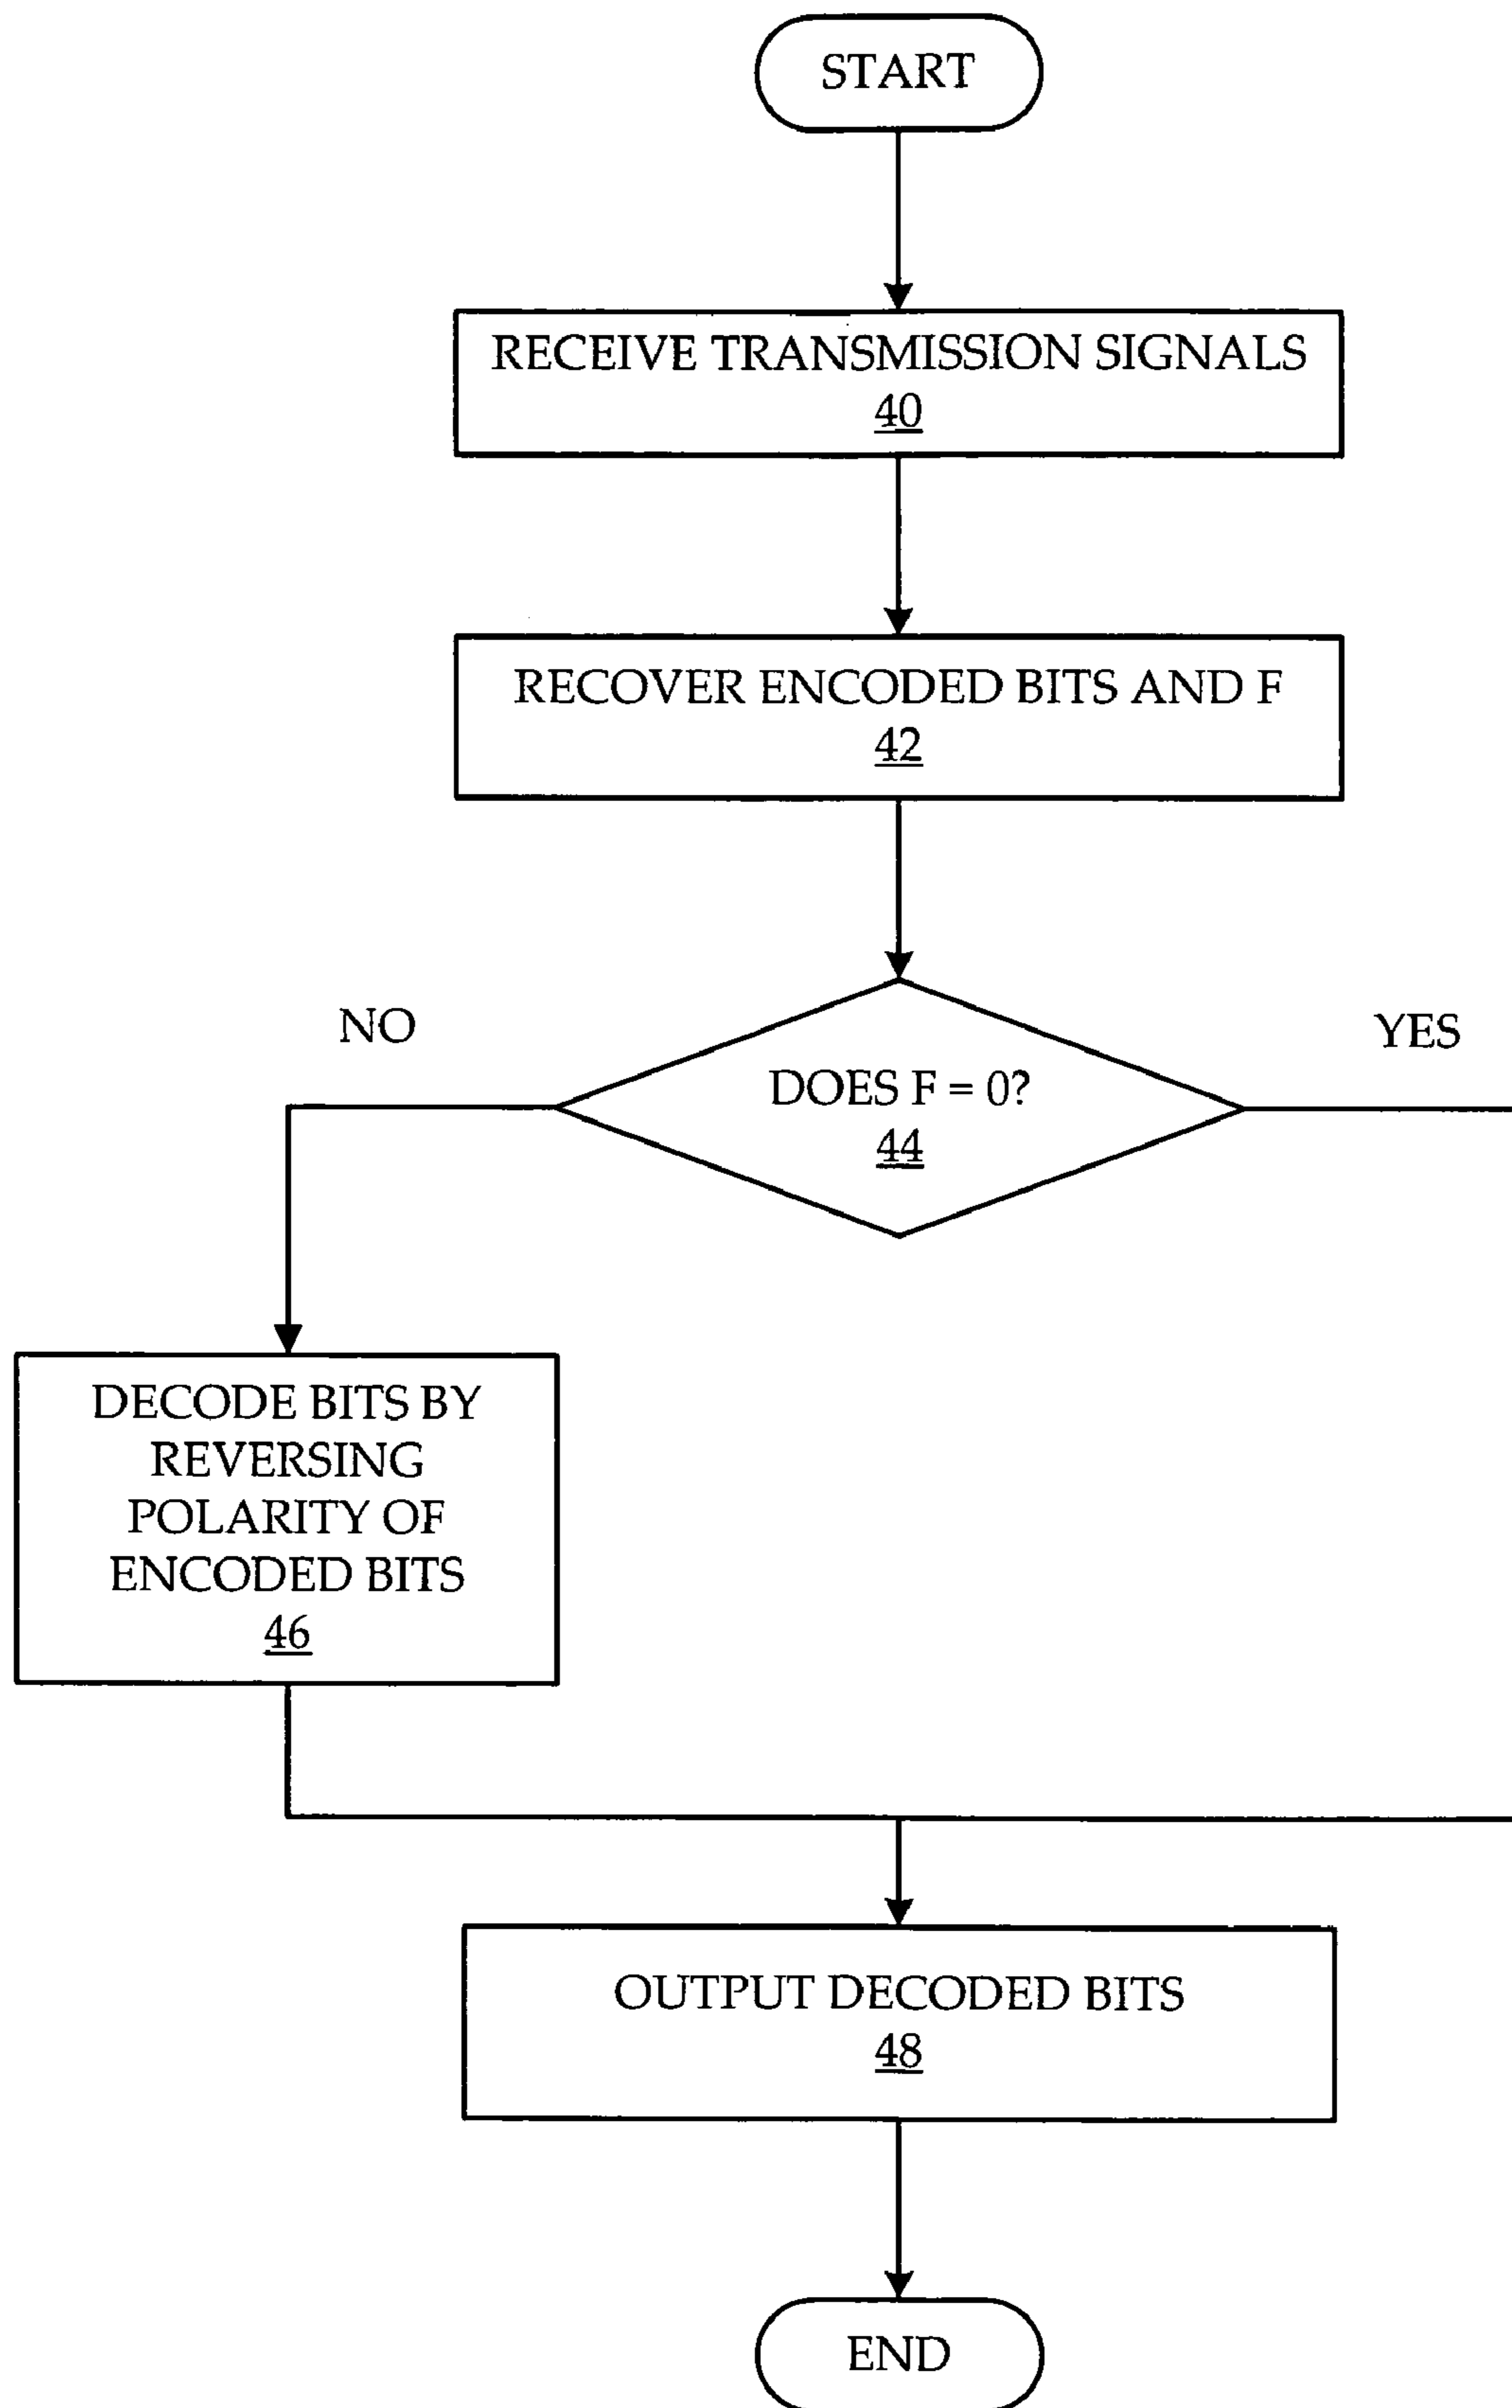 START
RECEIVE TRANSMISSION SIGNALS
40
RECOVER ENCODED BITS AND F
42
NO
YES
DOES F = 0?
44
DECODE BITS BY
REVERSING
POLARITY OF
ENCODED BITS
46
OUTPUT DECODED BITS
48
END